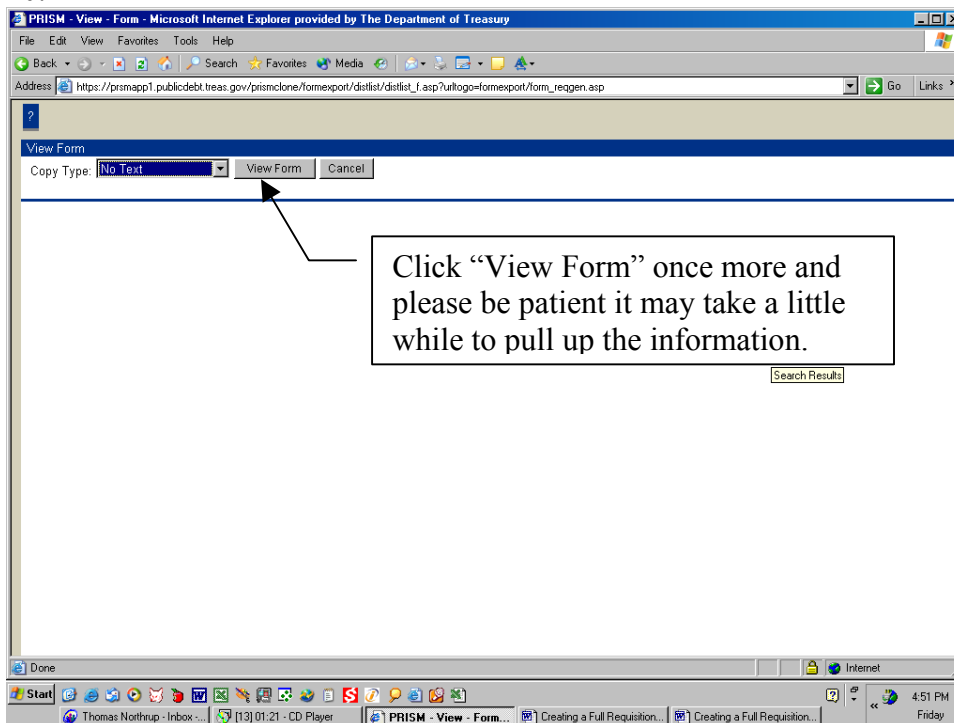 PRISM - View - Form - Microsoft Internet Explorer provided by The Department of Treasury
File Edit View Favorites Tools Help
Back Search Favorites Media
Address https://prsmapp1.publicdebt.treas.gov/prismclone/formexport/distlist/distlist_f.asp?urltogo=formexport/form_reqgen.asp Go Links »
?
View Form
Copy Type: No Text View Form Cancel
Click “View Form” once more and
please be patient it may take a little
while to pull up the information.
Search Results
Done Internet
Start 4:51 PM
Thomas Northrup - Inbox -... [13] 01:21 - CD Player PRISM - View - Form... Creating a Full Requisition... Creating a Full Requisition... Friday